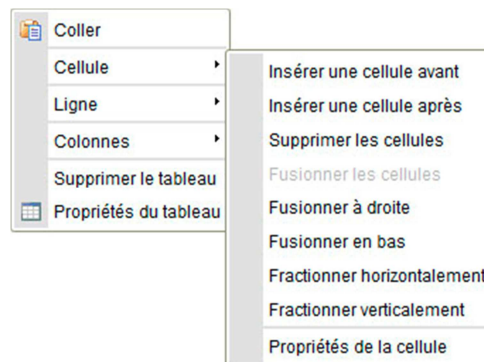 Coller
Cellule
Ligne
Colonnes
Supprimer le tableau
Propriétés du tableau
Insérer une cellule avant
Insérer une cellule après
Supprimer les cellules
Fusionner les cellules
Fusionner à droite
Fusionner en bas
Fractionner horizontalement
Fractionner verticalement
Propriétés de la cellule